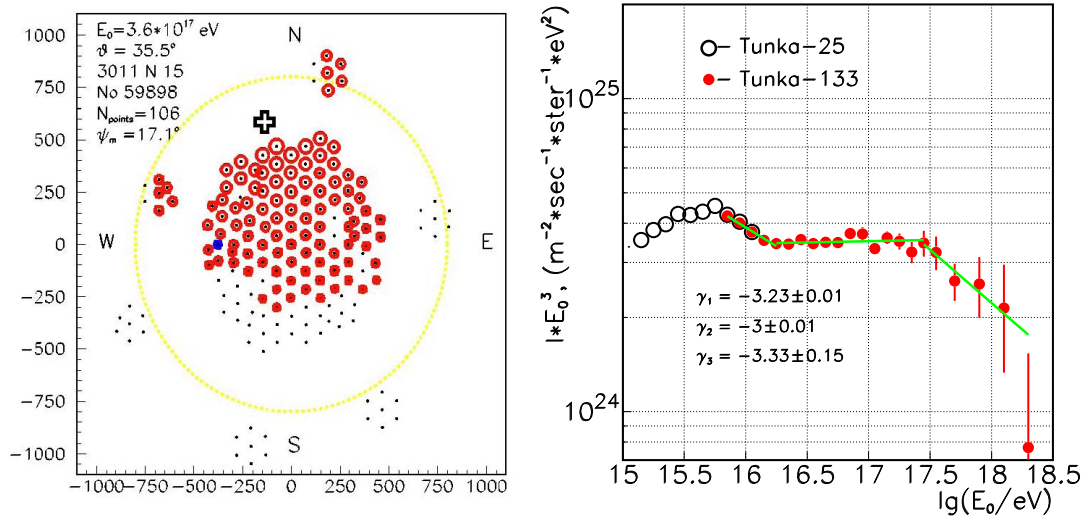 E₀=3.6*10¹⁷ eV
ϑ = 35.5°
3011 N 15
No 59898
Nₚₒᵢₙₜₛ=106
ψₘ =17.1°
N
W
E
S
1000
750
500
250
0
-250
-500
-750
-1000
-1000 -750 -500 -250 0 250 500 750 1000
I*E₀³, (m⁻²*sec⁻¹*ster⁻¹*eV²)
10²⁵
10²⁴
Tunka-25
Tunka-133
γ₁ = -3.23±0.01
γ₂ = -3±0.01
γ₃ = -3.33±0.15
15 15.5 16 16.5 17 17.5 18 18.5
lg(E₀/eV)